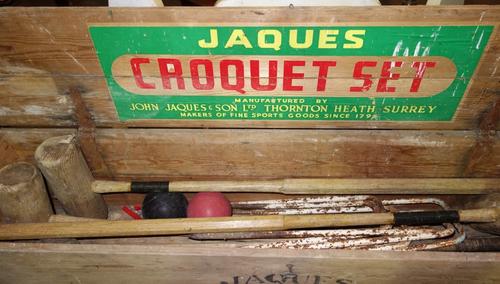 JAQUES
CROQUET SET
MANUFACTURED BY
JOHN JAQUES & SON LTD THORNTON HEATH SURREY
MAKERS OF FINE SPORTS GOODS SINCE 1795
JAQUES